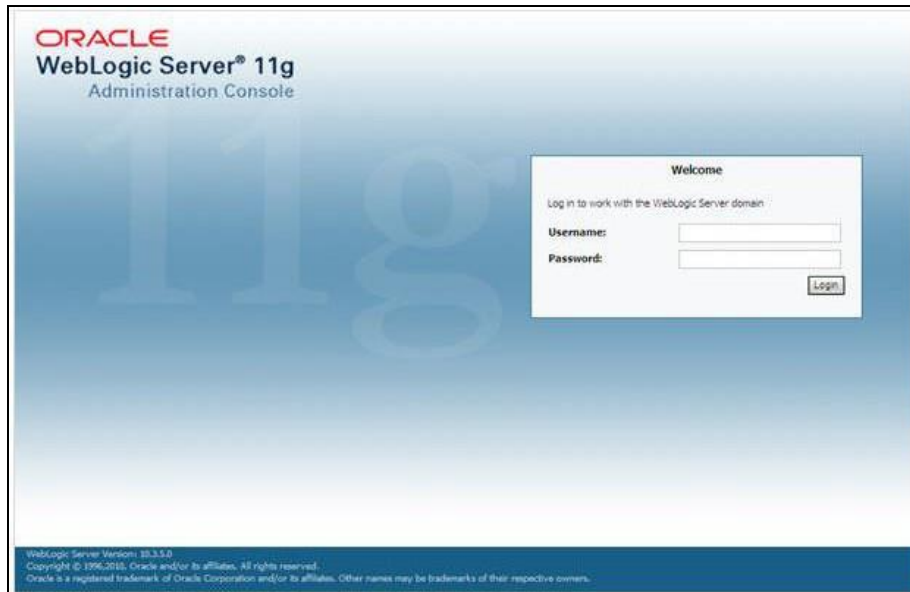 ORACLE
WebLogic Server® 11g
Administration Console
11g
Welcome
Log in to work with the WebLogic Server domain
Username:
Password:
Login
WebLogic Server Version: 10.3.5.0
Copyright © 1996,2010, Oracle and/or its affiliates. All rights reserved.
Oracle is a registered trademark of Oracle Corporation and/or its affiliates. Other names may be trademarks of their respective owners.